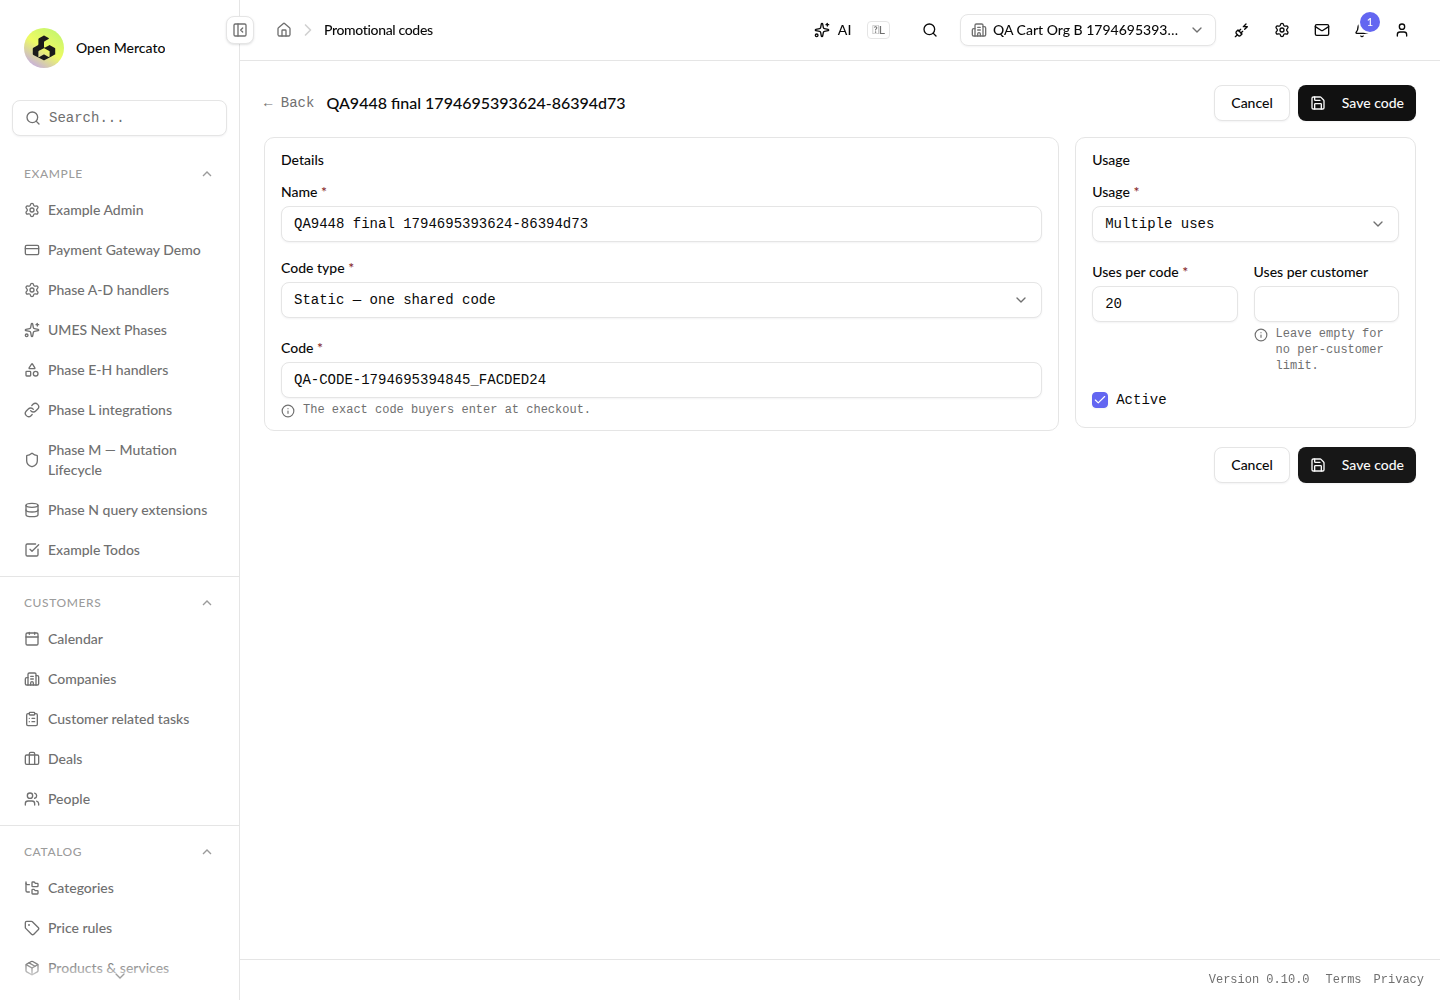 Open Mercato
Promotional codes
AI
QA Cart Org B 1794695393...
1
Search...
← Back
QA9448 final 1794695393624-86394d73
Cancel
Save code
EXAMPLE
Example Admin
Payment Gateway Demo
Phase A-D handlers
UMES Next Phases
Phase E-H handlers
Phase L integrations
Phase M — Mutation
Lifecycle
Phase N query extensions
Example Todos
CUSTOMERS
Calendar
Companies
Customer related tasks
Deals
People
CATALOG
Categories
Price rules
Products & services
Details
Name *
QA9448 final 1794695393624-86394d73
Code type *
Static — one shared code
Code *
QA-CODE-1794695394845_FACDED24
The exact code buyers enter at checkout.
Usage
Usage *
Multiple uses
Uses per code *
Uses per customer
20
Leave empty for
no per-customer
limit.
Active
Cancel
Save code
Version 0.10.0
Terms
Privacy